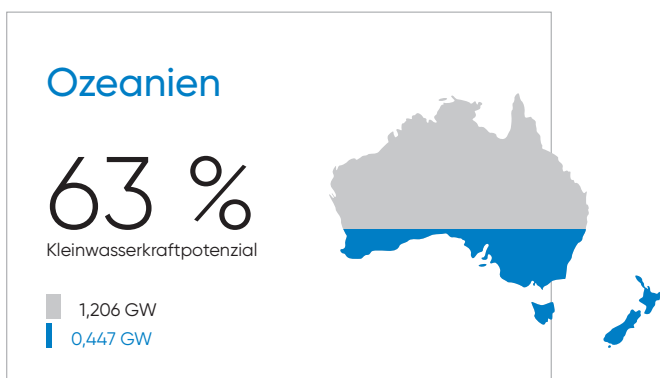 Ozeanien
63 %
Kleinwasserkraftpotenzial
1,206 GW
0,447 GW